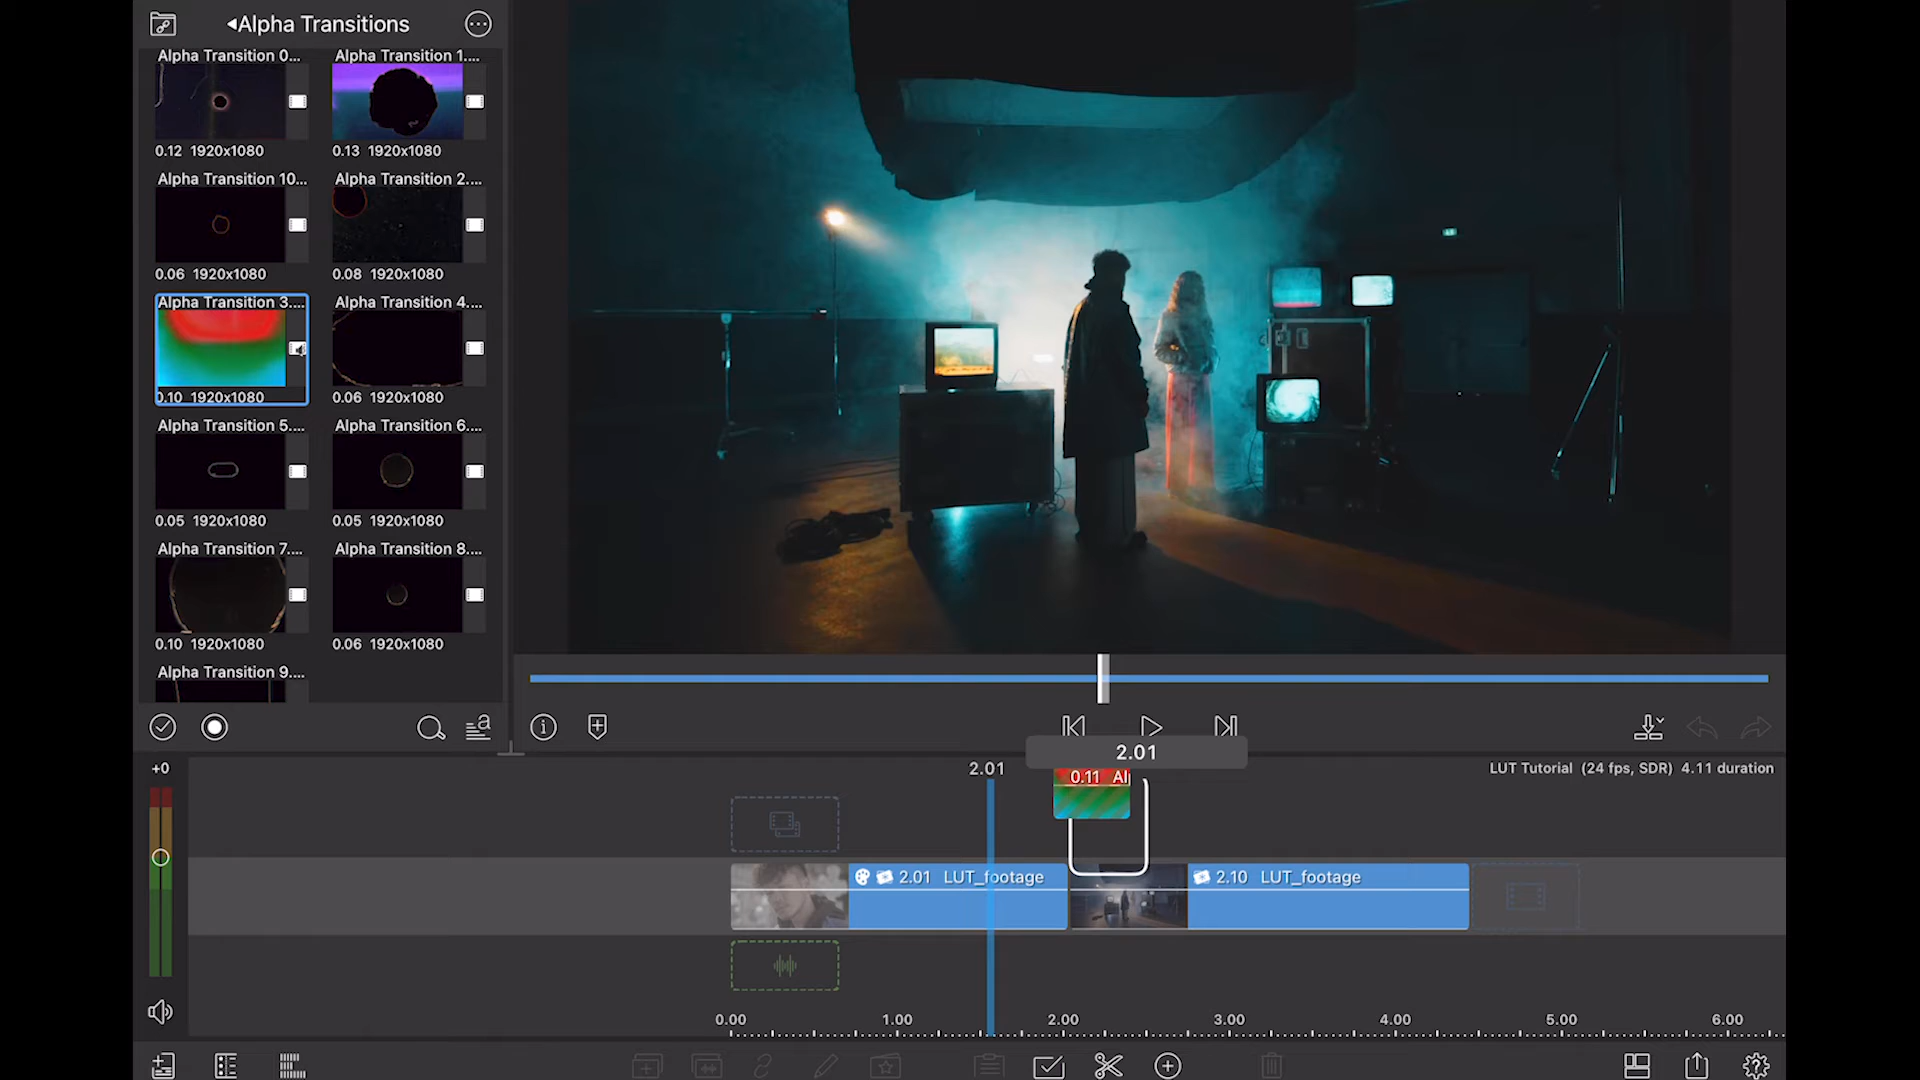 ◂Alpha Transitions
Alpha Transition 0...
Alpha Transition 1....
0.12 1920x1080
0.13 1920x1080
Alpha Transition 10...
Alpha Transition 2....
0.06 1920x1080
0.08 1920x1080
Alpha Transition 3....
Alpha Transition 4....
0.10 1920x1080
0.06 1920x1080
Alpha Transition 5....
Alpha Transition 6....
0.05 1920x1080
0.05 1920x1080
Alpha Transition 7....
Alpha Transition 8....
0.10 1920x1080
0.06 1920x1080
Alpha Transition 9....
a
2.01
+0
2.01
LUT Tutorial (24 fps, SDR) 4.11 duration
0.11 Al
2.01 LUT_footage
2.10 LUT_footage
0.00 1.00 2.00 3.00 4.00 5.00 6.00